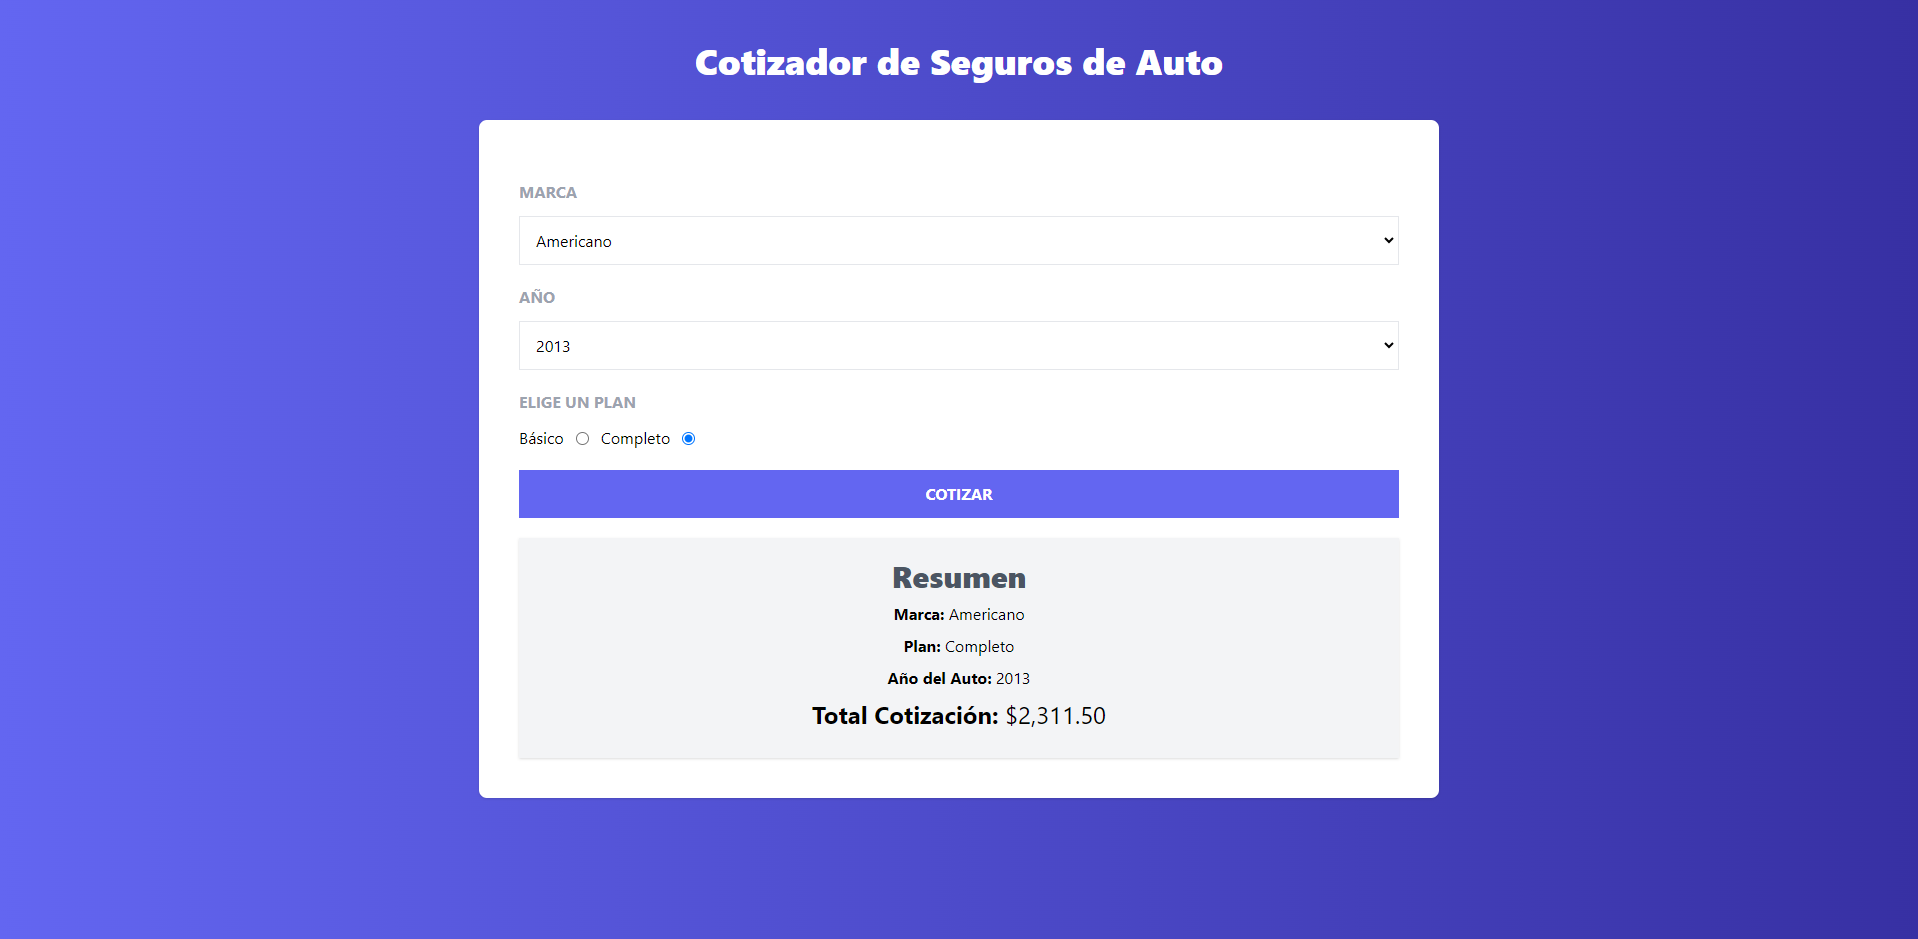 Cotizador de Seguros de Auto
MARCA
Americano
AÑO
2013
ELIGE UN PLAN
Básico Completo
COTIZAR
Resumen
Marca: Americano
Plan: Completo
Año del Auto: 2013
Total Cotización: $2,311.50